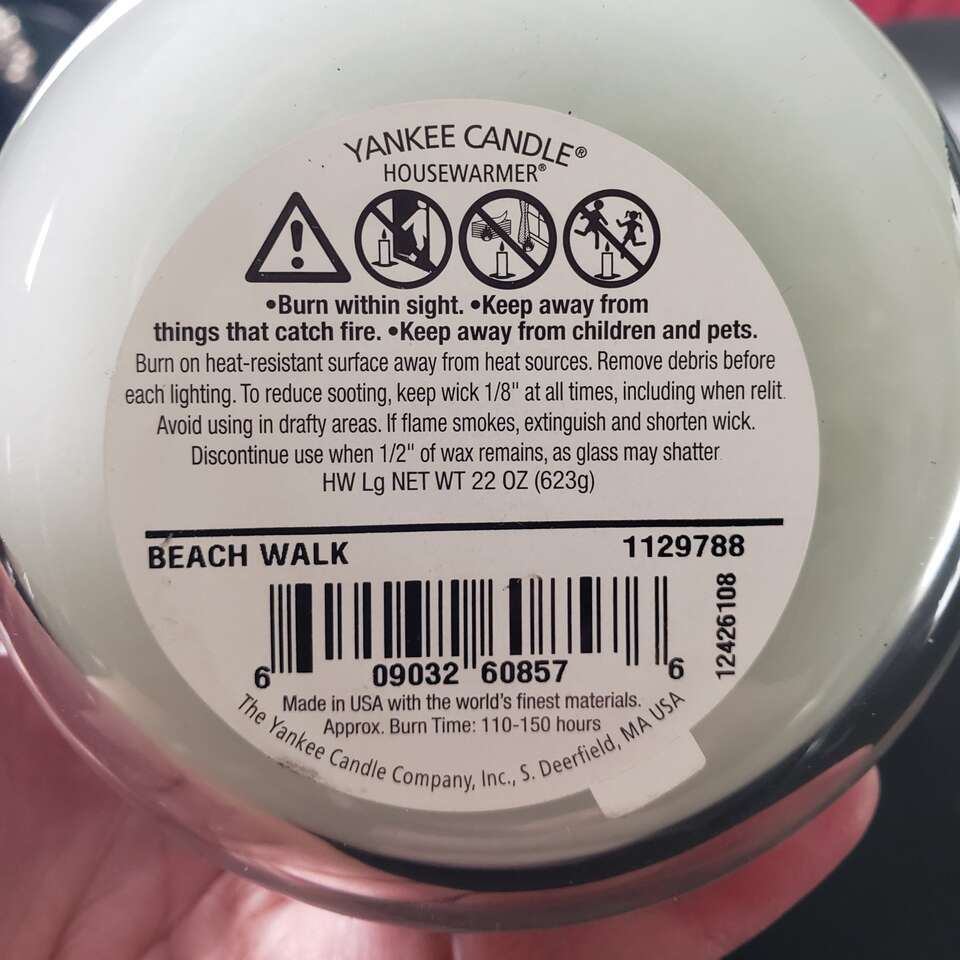 YANKEE CANDLE®
HOUSEWARMER®
•Burn within sight. •Keep away from
things that catch fire. •Keep away from children and pets.
Burn on heat-resistant surface away from heat sources. Remove debris before
each lighting. To reduce sooting, keep wick 1/8" at all times, including when relit.
Avoid using in drafty areas. If flame smokes, extinguish and shorten wick.
Discontinue use when 1/2" of wax remains, as glass may shatter
HW Lg NET WT 22 OZ (623g)
BEACH WALK 1129788
12426108
6 09032 60857 6
Made in USA with the world's finest materials.
Approx. Burn Time: 110-150 hours
The Yankee Candle Company, Inc., S. Deerfield, MA USA